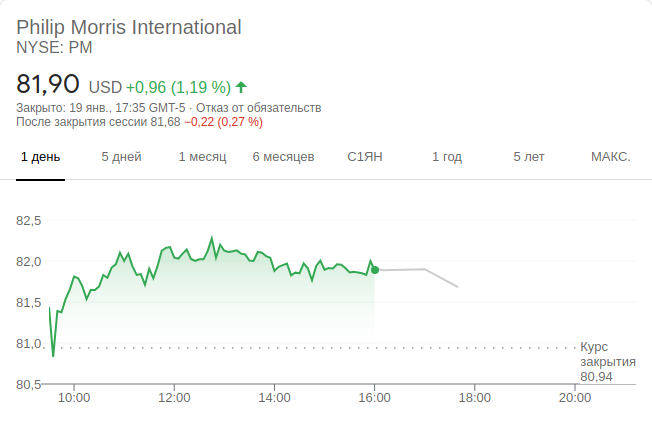 Philip Morris International
NYSE: PM
81,90 USD +0,96 (1,19 %)
Закрыто: 19 янв., 17:35 GMT-5 · Отказ от обязательств
После закрытия сессии 81,68 −0,22 (0,27 %)
1 день 5 дней 1 месяц 6 месяцев С1ЯН 1 год 5 лет МАКС.
82,5
82,0
81,5
81,0
80,5
Курс
закрытия
80,94
10:00 12:00 14:00 16:00 18:00 20:00